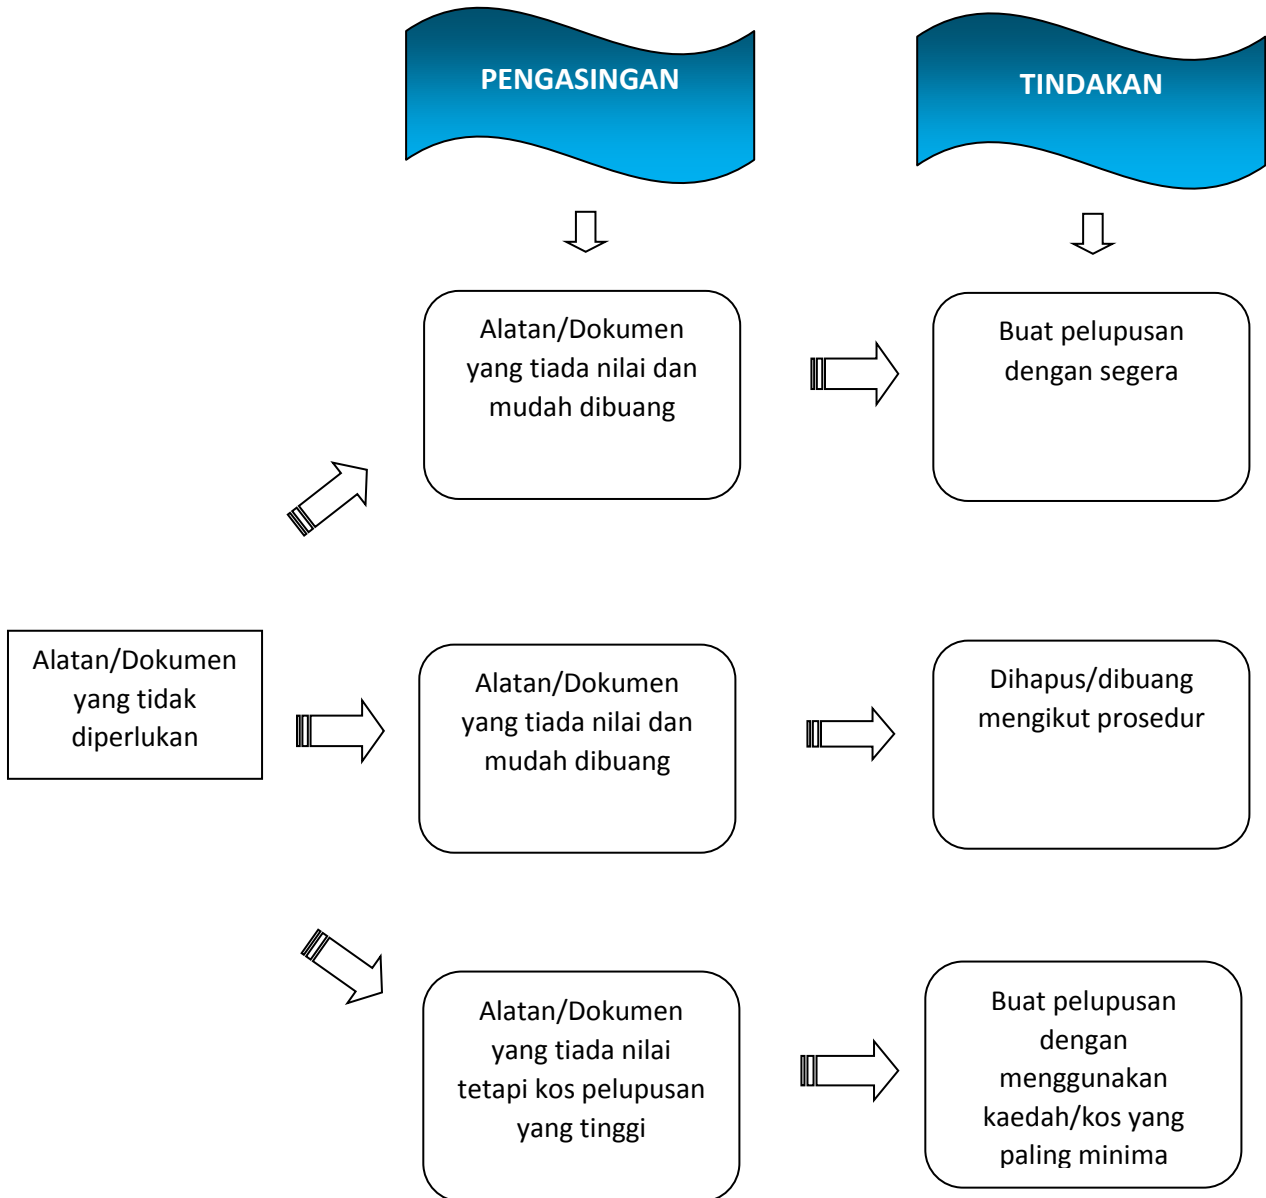 PENGASINGAN
TINDAKAN
Alatan/Dokumen
yang tiada nilai dan
mudah dibuang
Buat pelupusan
dengan segera
Alatan/Dokumen
yang tidak
diperlukan
Alatan/Dokumen
yang tiada nilai dan
mudah dibuang
Dihapus/dibuang
mengikut prosedur
Alatan/Dokumen
yang tiada nilai
tetapi kos pelupusan
yang tinggi
Buat pelupusan
dengan
menggunakan
kaedah/kos yang
paling minima